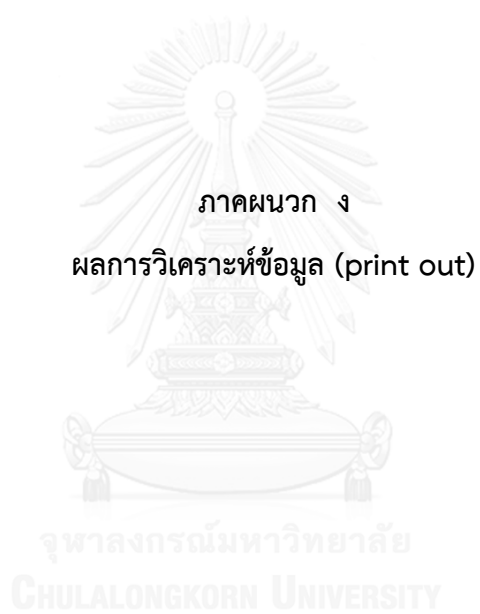 ภาคผนวก ง
ผลการวิเคราะห์ข้อมูล (print out)
จุฬาลงกรณ์มหาวิทยาลัย
CHULALONGKORN UNIVERSITY